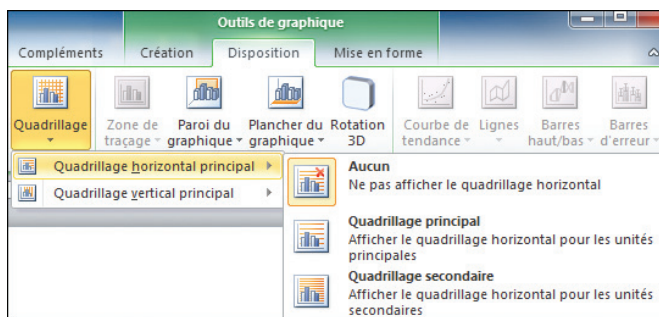 Outils de graphique
Compléments Création Disposition Mise en forme
Quadrillage Zone de traçage Paroi du graphique Plancher du graphique Rotation 3D Courbe de tendance Lignes Barres haut/bas Barres d'erreur
Quadrillage horizontal principal
Quadrillage vertical principal
Aucun
Ne pas afficher le quadrillage horizontal
Quadrillage principal
Afficher le quadrillage horizontal pour les unités
principales
Quadrillage secondaire
Afficher le quadrillage horizontal pour les unités
secondaires